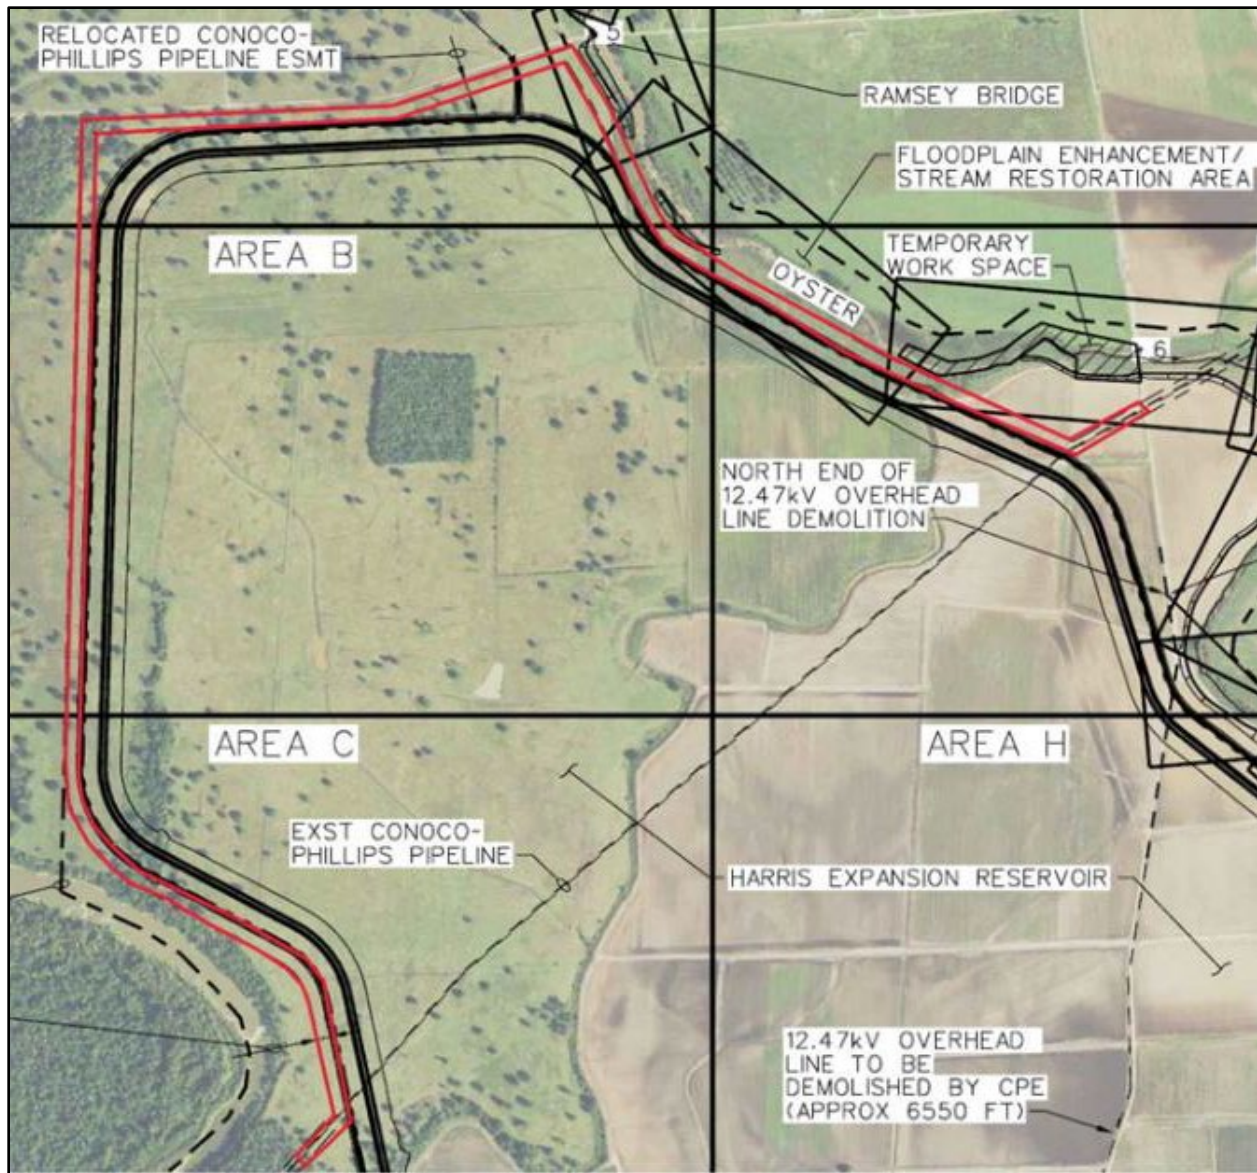 RELOCATED CONOCO-
PHILLIPS PIPELINE ESMT
5
RAMSEY BRIDGE
FLOODPLAIN ENHANCEMENT/
STREAM RESTORATION AREA
AREA B
TEMPORARY
WORK SPACE
OYSTER
6
NORTH END OF
12.47kV OVERHEAD
LINE DEMOLITION
AREA C
AREA H
EXST CONOCO-
PHILLIPS PIPELINE
HARRIS EXPANSION RESERVOIR
12.47kV OVERHEAD
LINE TO BE
DEMOLISHED BY CPE
(APPROX 6550 FT)